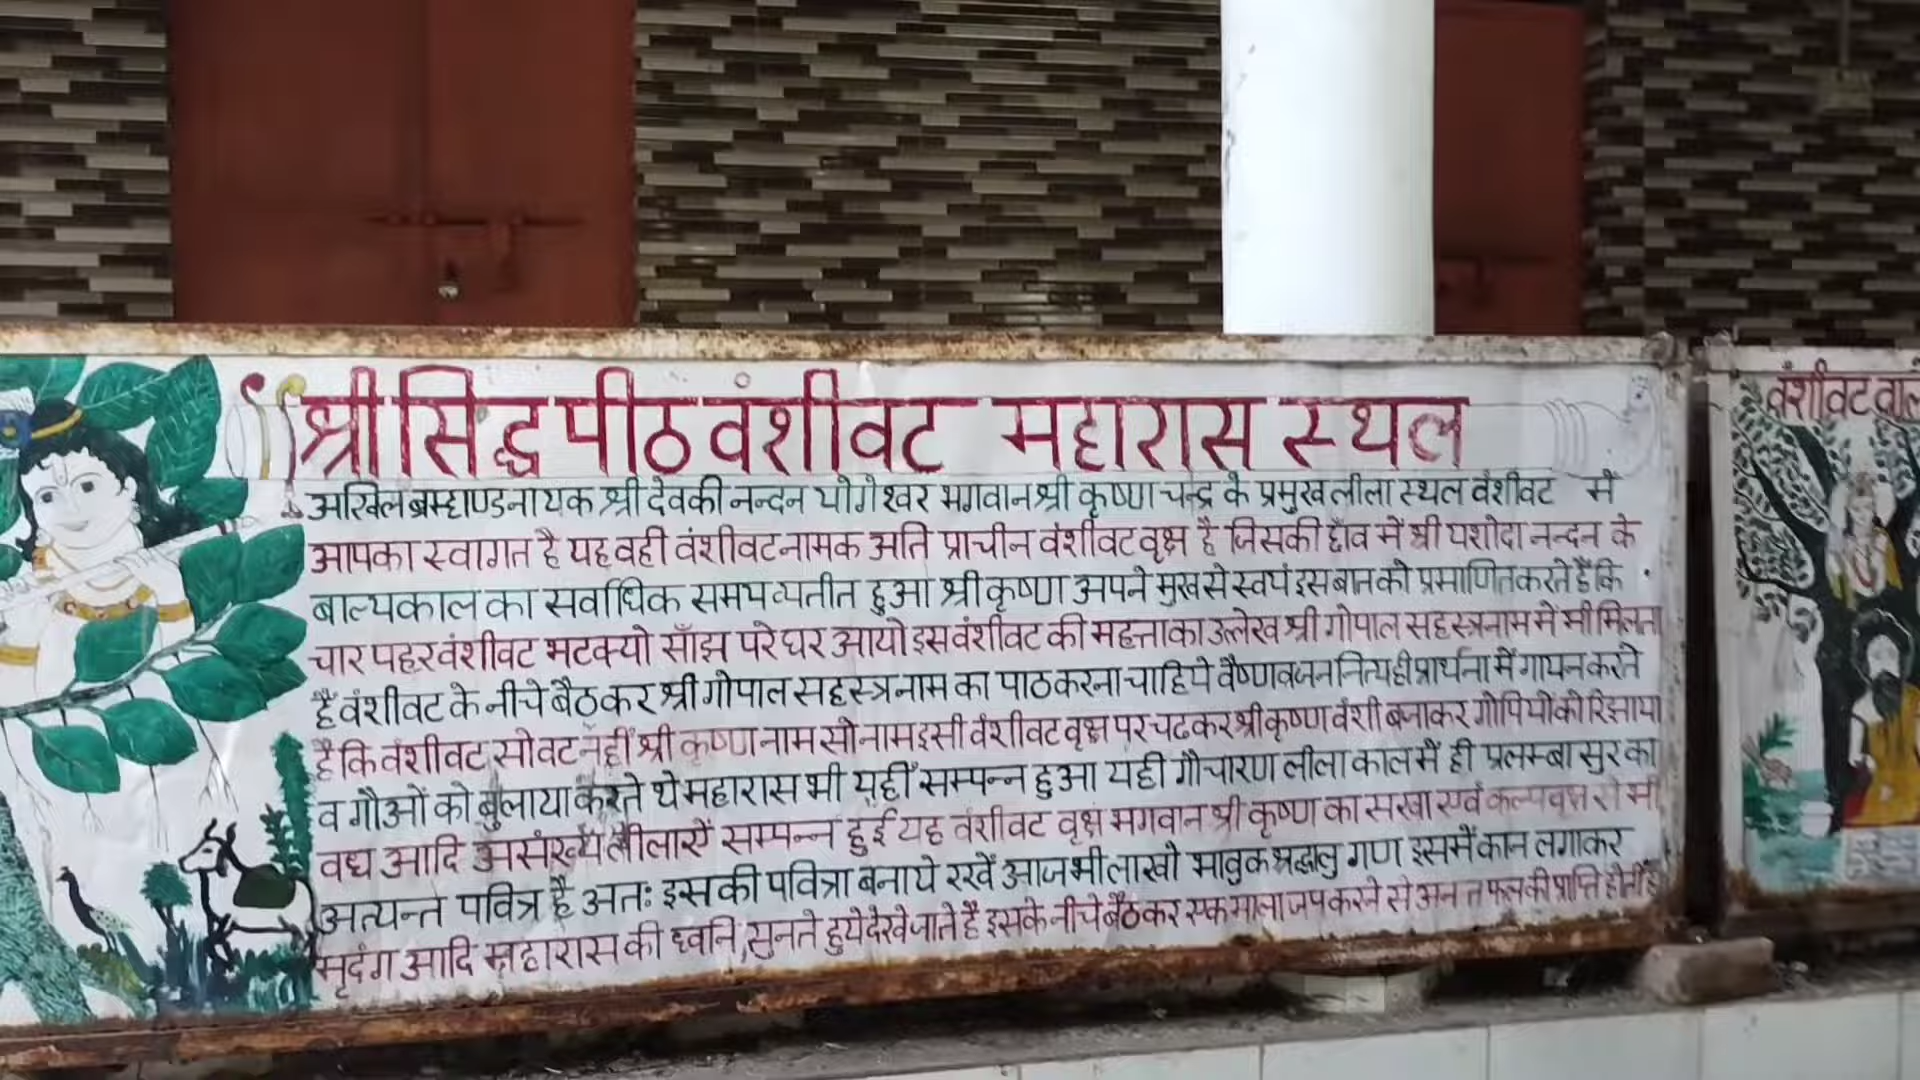 श्री सिद्ध पीठ वंशीवट महारास स्थल
अखिल ब्रम्हाण्डनायक श्री देवकी नन्दन योगेश्वर भगवान श्री कृष्ण चन्द्र के प्रमुख लीला स्थल वंशीवट में
आपका स्वागत है यह वही वंशीवट नामक अति प्राचीन वंशीवट वृक्ष है जिसकी छाँव में श्री यशोदा नन्दन के
बाल्यकाल का सर्वाधिक समय व्यतीत हुआ श्री कृष्ण अपने मुख से स्वयं इस बात को प्रमाणित करते हैं कि
चार पहर वंशीवट भटक्यो साँझ परे घर आयो इस वंशीवट की महत्ता का उल्लेख श्री गोपाल सहस्त्रनाम मे भी मिलता
है वंशीवट के नीचे बैठ कर श्री गोपाल सहस्त्र नाम का पाठ करना चाहिये वैष्णव जन नित्य ही प्रार्थना में गायन करते
है कि वंशीवट सो वट नहीं श्री कृष्ण नाम सो नाम इसी वंशीवट वृक्ष पर चढकर श्री कृष्ण वंशी बजाकर गोपियो को रिझाया
व गौओं को बुलाया करते थे महारास भी यहीं सम्पन्न हुआ यही गौचारण लीला काल में ही प्रलम्बा सुर का
वध आदि असंख्य लीलाऐं सम्पन्न हुई यह वंशीवट वृक्ष भगवान श्री कृष्ण का सखा एवं कल्पवृक्ष से भी
अत्यन्त पवित्र है अतः इसकी पवित्रा बनाये रखें आज भी लाखो भावुक श्रद्धालु गण इसमें कान लगाकर
मृदंग आदि महारास की ध्वनि, सुनते हुये देखे जाते है इसके नीचे बैठ कर एक माला जप करने से अनन्त फल की प्राप्ति होती है
वंशीवट वाले